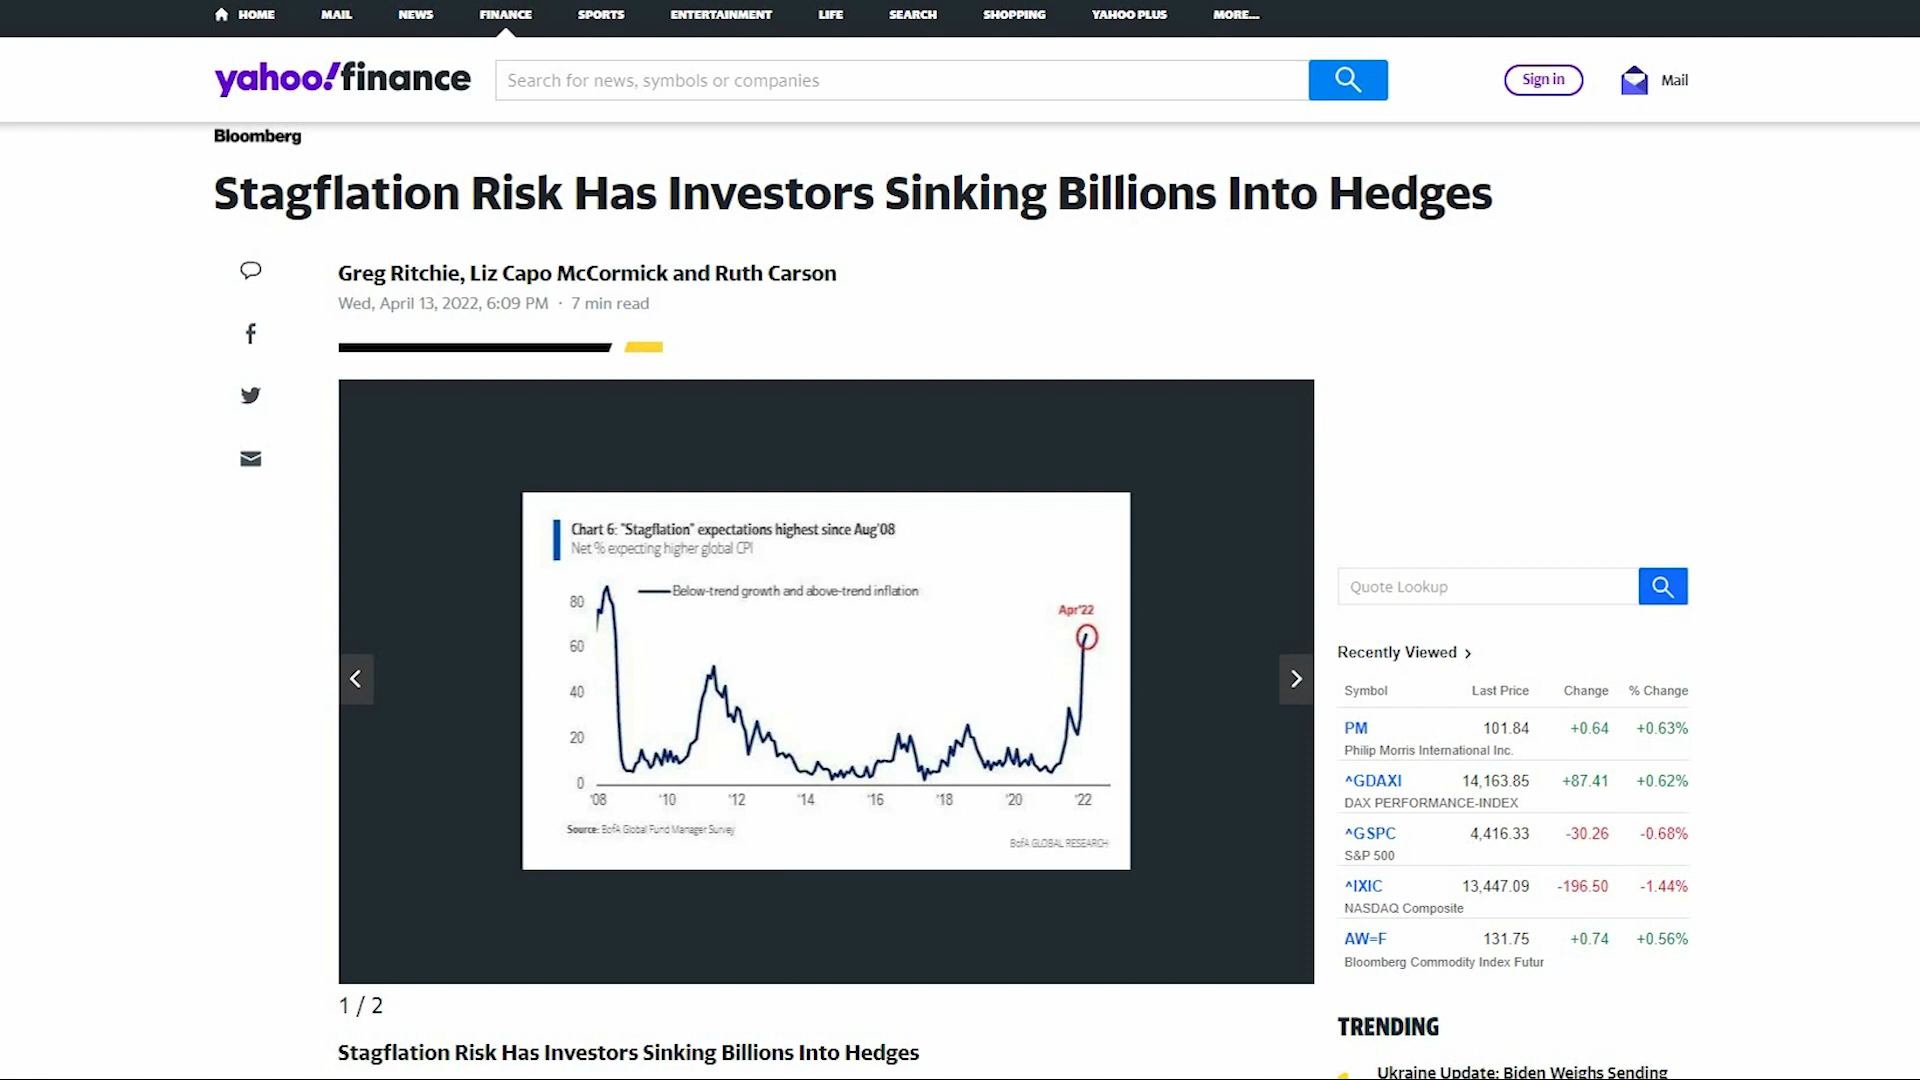 HOME MAIL NEWS FINANCE SPORTS ENTERTAINMENT LIFE SEARCH SHOPPING YAHOO PLUS MORE...
yahoo!finance
Search for news, symbols or companies
Sign in
Mail
Bloomberg
Stagflation Risk Has Investors Sinking Billions Into Hedges
Greg Ritchie, Liz Capo McCormick and Ruth Carson
Wed, April 13, 2022, 6:09 PM · 7 min read
Chart 6: "Stagflation" expectations highest since Aug'08
Net % expecting higher global CPI
Below-trend growth and above-trend inflation
Apr'22
80
60
40
20
0
'08 '10 '12 '14 '16 '18 '20 '22
Source: BofA Global Fund Manager Survey
BofA GLOBAL RESEARCH
1 / 2
Stagflation Risk Has Investors Sinking Billions Into Hedges
Quote Lookup
Recently Viewed >
Symbol Last Price Change % Change
PM 101.84 +0.64 +0.63%
Philip Morris International Inc.
^GDAXI 14,163.85 +87.41 +0.62%
DAX PERFORMANCE-INDEX
^GSPC 4,416.33 -30.26 -0.68%
S&P 500
^IXIC 13,447.09 -196.50 -1.44%
NASDAQ Composite
AW=F 131.75 +0.74 +0.56%
Bloomberg Commodity Index Futur
TRENDING
Ukraine Update: Biden Weighs Sending